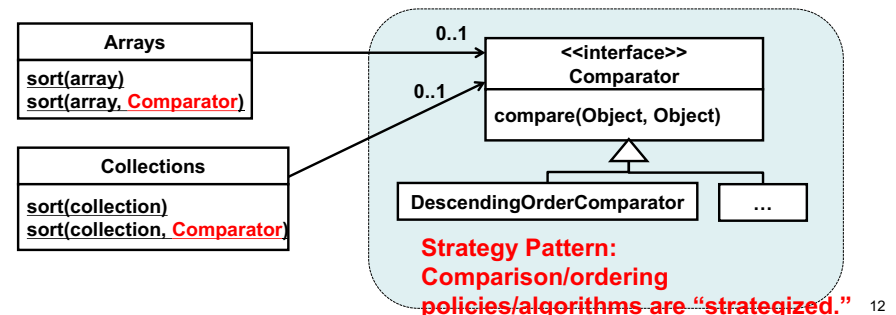 Arrays
sort(array)
sort(array, Comparator)
0..1
0..1
<<interface>>
Comparator
compare(Object, Object)
Collections
sort(collection)
sort(collection, Comparator)
DescendingOrderComparator
...
Strategy Pattern:
Comparison/ordering
policies/algorithms are “strategized.”
12